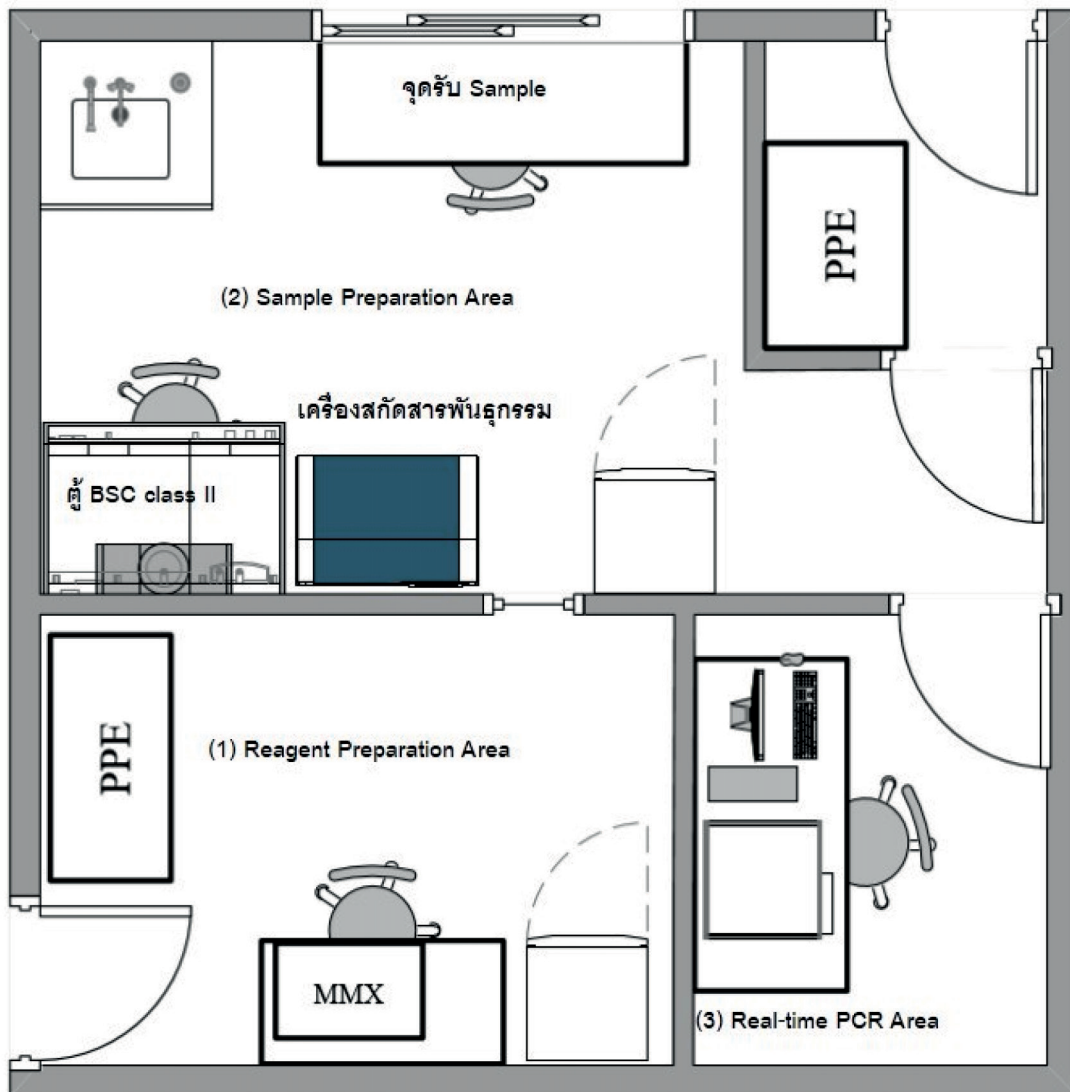 จุดรับ Sample
PPE
(2) Sample Preparation Area
เครื่องสกัดสารพันธุกรรม
ตู้ BSC class II
PPE
(1) Reagent Preparation Area
MMX
(3) Real-time PCR Area